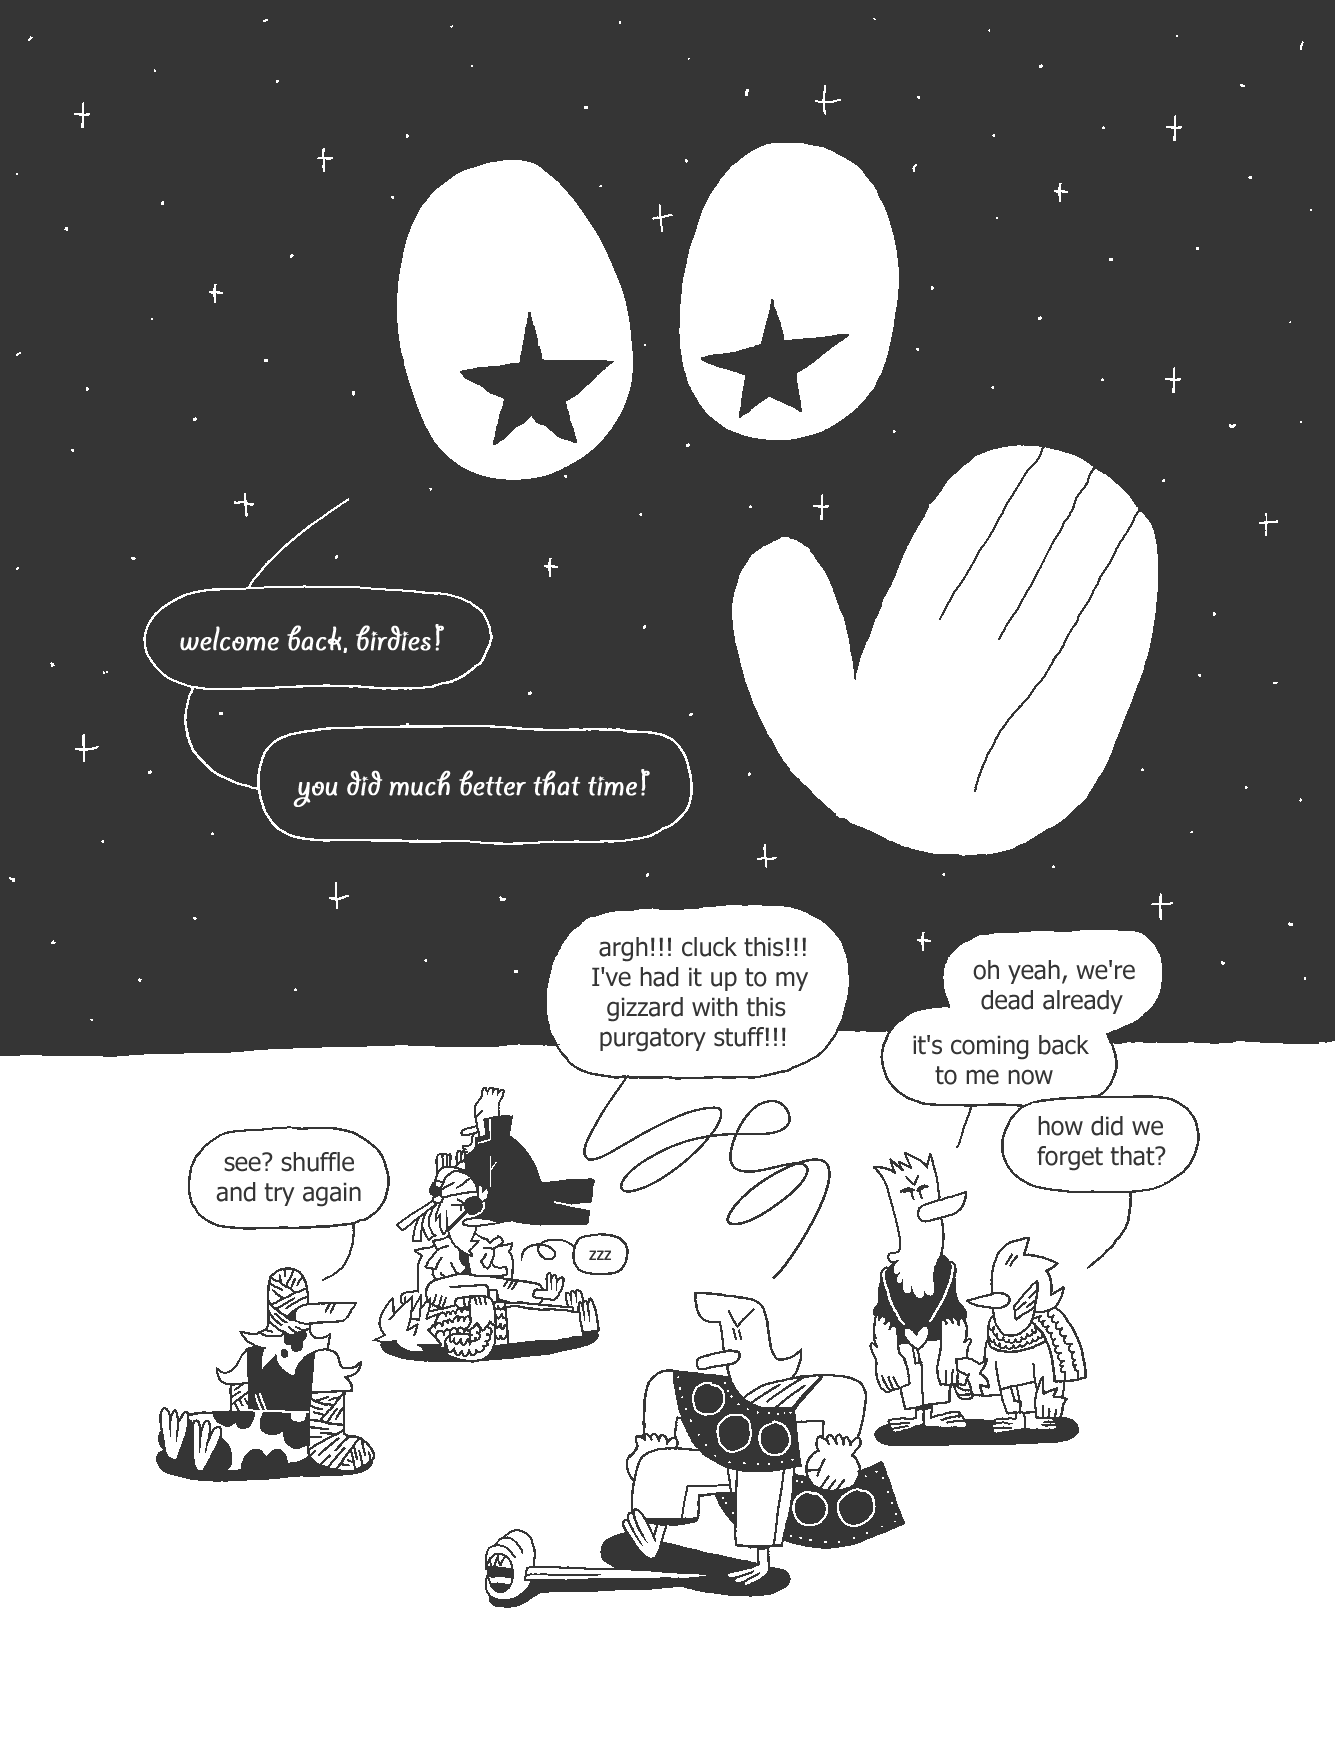 welcome back, birdies!
you did much better that time!
argh!!! cluck this!!!
I've had it up to my
gizzard with this
purgatory stuff!!!
oh yeah, we're
dead already
it's coming back
to me now
how did we
forget that?
see? shuffle
and try again
zzz